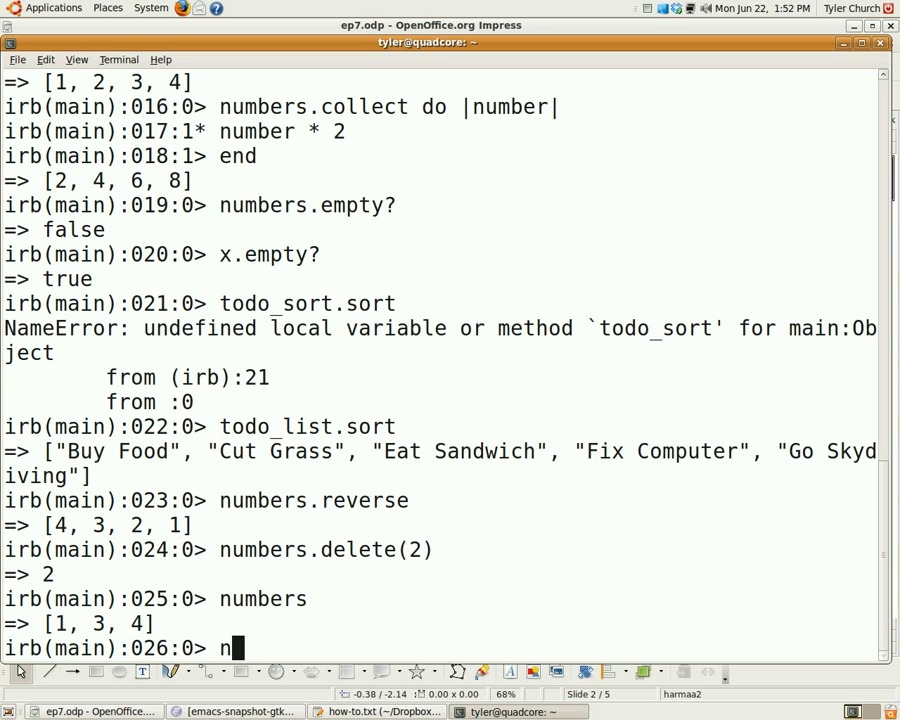 Applications Places System Mon Jun 22, 1:52 PM Tyler Church
ep7.odp - OpenOffice.org Impress
tyler@quadcore: ~
File Edit View Terminal Help
=> [1, 2, 3, 4]
irb(main):016:0> numbers.collect do |number|
irb(main):017:1* number * 2
irb(main):018:1> end
=> [2, 4, 6, 8]
irb(main):019:0> numbers.empty?
=> false
irb(main):020:0> x.empty?
=> true
irb(main):021:0> todo_sort.sort
NameError: undefined local variable or method `todo_sort' for main:Ob
ject
from (irb):21
from :0
irb(main):022:0> todo_list.sort
=> ["Buy Food", "Cut Grass", "Eat Sandwich", "Fix Computer", "Go Skyd
iving"]
irb(main):023:0> numbers.reverse
=> [4, 3, 2, 1]
irb(main):024:0> numbers.delete(2)
=> 2
irb(main):025:0> numbers
=> [1, 3, 4]
irb(main):026:0> n
-0.38 / -2.14 0.00 x 0.00 68% Slide 2 / 5 harmaa2
ep7.odp - OpenOffice.... [emacs-snapshot-gtk... how-to.txt (~/Dropbox... tyler@quadcore: ~